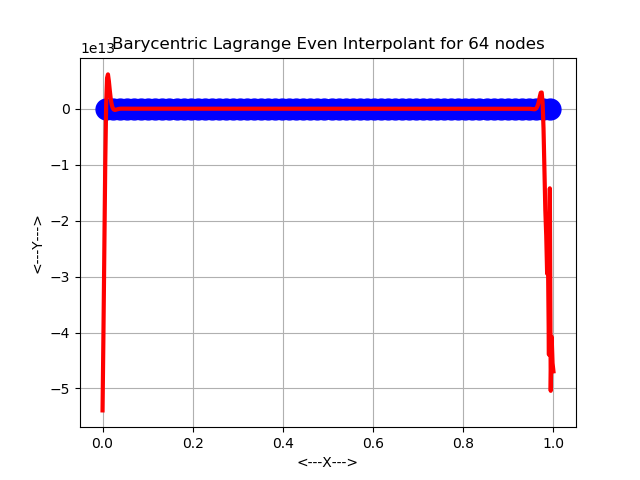 Barycentric Lagrange Even Interpolant for 64 nodes
1e13
0
−1
−2
−3
−4
−5
<---Y--->
0.0 0.2 0.4 0.6 0.8 1.0
<---X--->